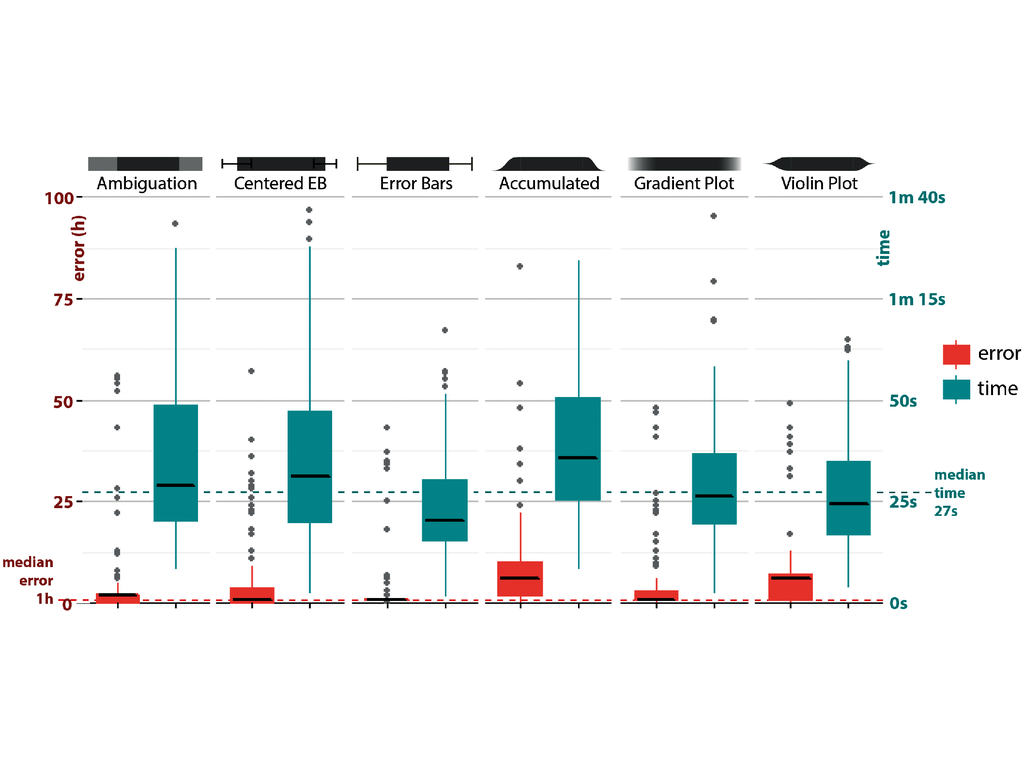 Ambiguation
Centered EB
Error Bars
Accumulated
Gradient Plot
Violin Plot
100
1m 40s
error (h)
time
75
1m 15s
error
time
50
50s
25
25s
median
time
27s
median
error
1h
0
0s